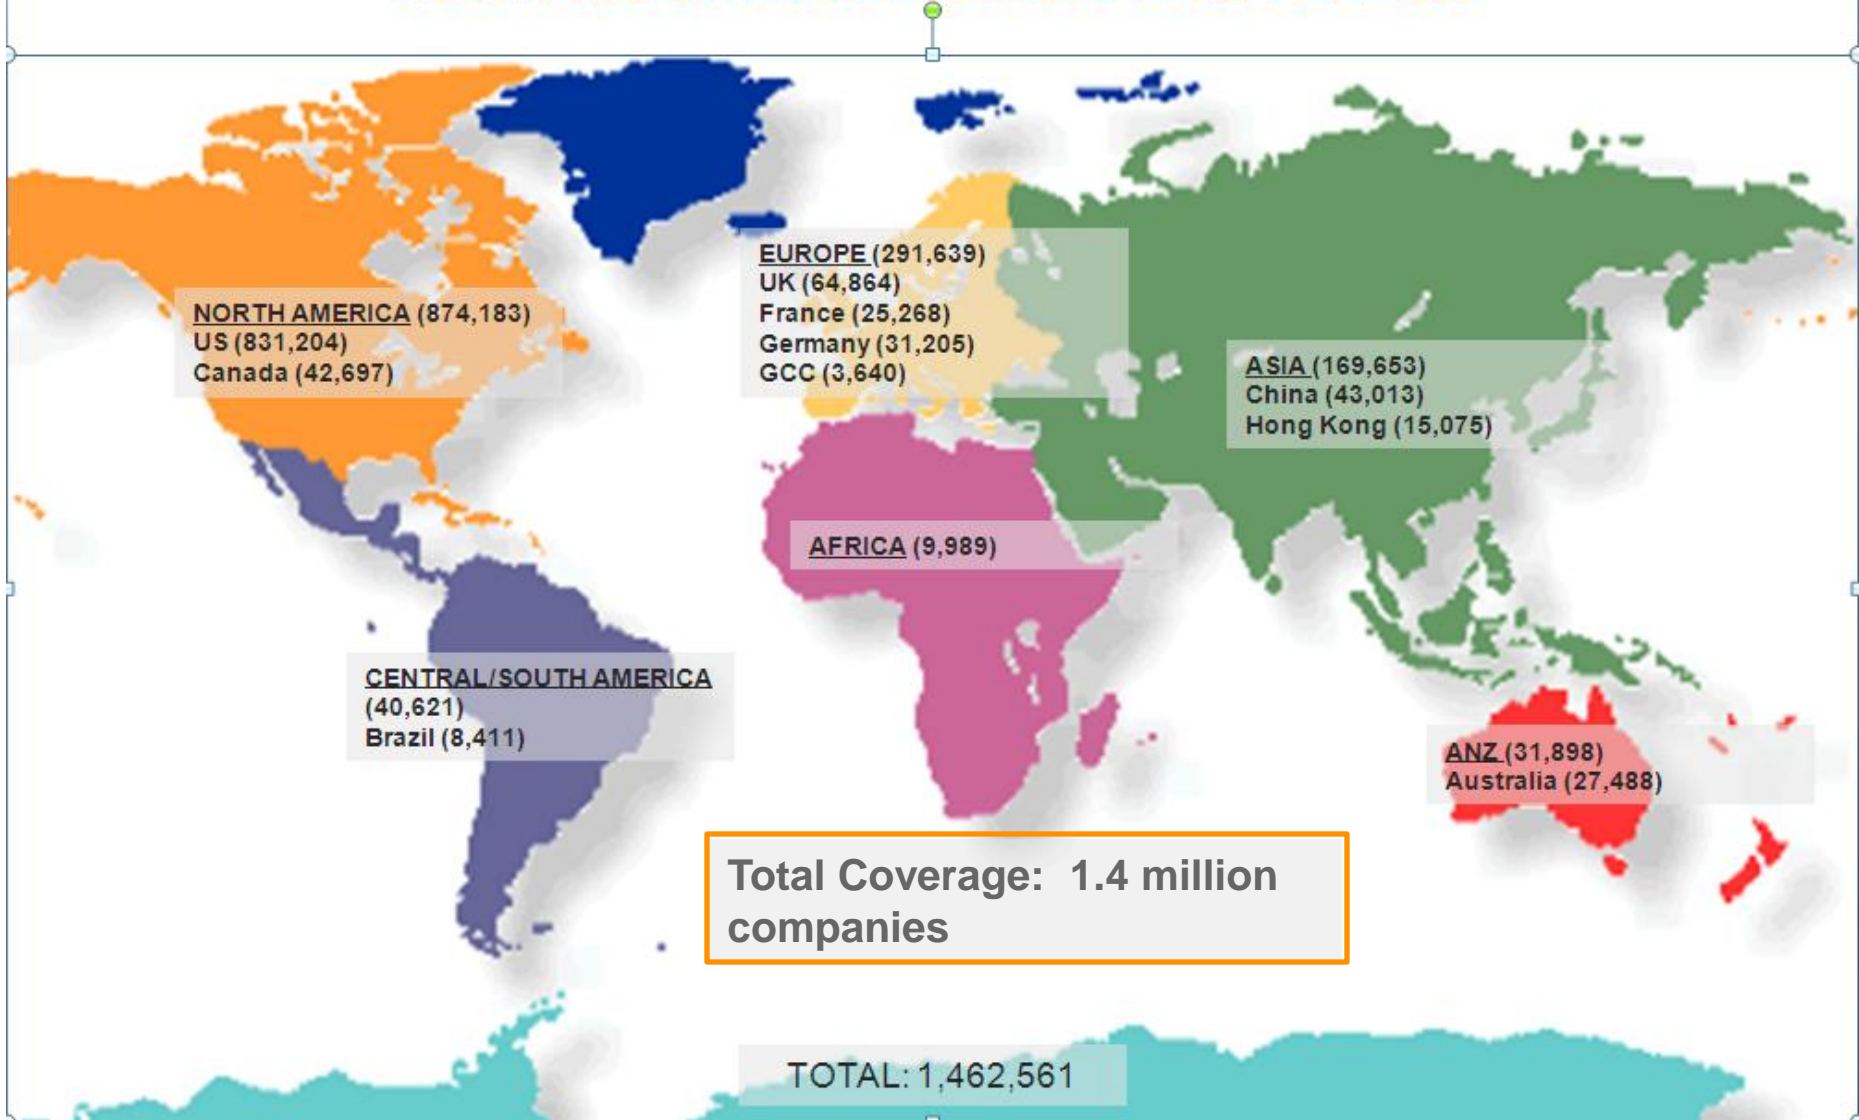 NORTH AMERICA (874,183)
US (831,204)
Canada (42,697)
EUROPE (291,639)
UK (64,864)
France (25,268)
Germany (31,205)
GCC (3,640)
ASIA (169,653)
China (43,013)
Hong Kong (15,075)
AFRICA (9,989)
CENTRAL/SOUTH AMERICA
(40,621)
Brazil (8,411)
ANZ (31,898)
Australia (27,488)
Total Coverage: 1.4 million
companies
TOTAL: 1,462,561